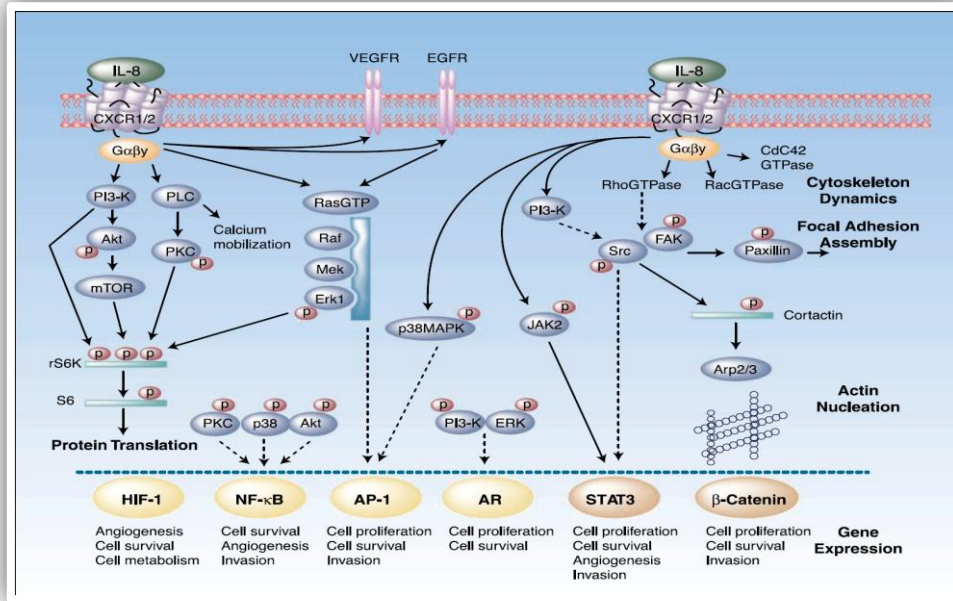 VEGFR
EGFR
IL-8
IL-8
CXCR1/2
CXCR1/2
Gαβy
Gαβy
CdC42
GTPase
RhoGTPase
RacGTPase
Cytoskeleton
Dynamics
PI3-K
PLC
RasGTP
PI3-K
Calcium
mobilization
Akt
p
PKC
p
Raf
Mek
Erk1
p
Src
p
FAK
p
Paxillin
p
Focal Adhesion
Assembly
mTOR
p38MAPK
p
JAK2
p
p
Cortactin
rS6K
p
p
p
S6
p
Arp2/3
Protein Translation
p
p
p
PKC
p38
Akt
p
p
PI3-K
ERK
Actin
Nucleation
HIF-1
NF-κB
AP-1
AR
STAT3
β-Catenin
Angiogenesis
Cell survival
Cell metabolism
Cell survival
Angiogenesis
Invasion
Cell proliferation
Cell survival
Invasion
Cell proliferation
Cell survival
Cell proliferation
Cell survival
Angiogenesis
Invasion
Cell proliferation
Cell survival
Invasion
Gene
Expression